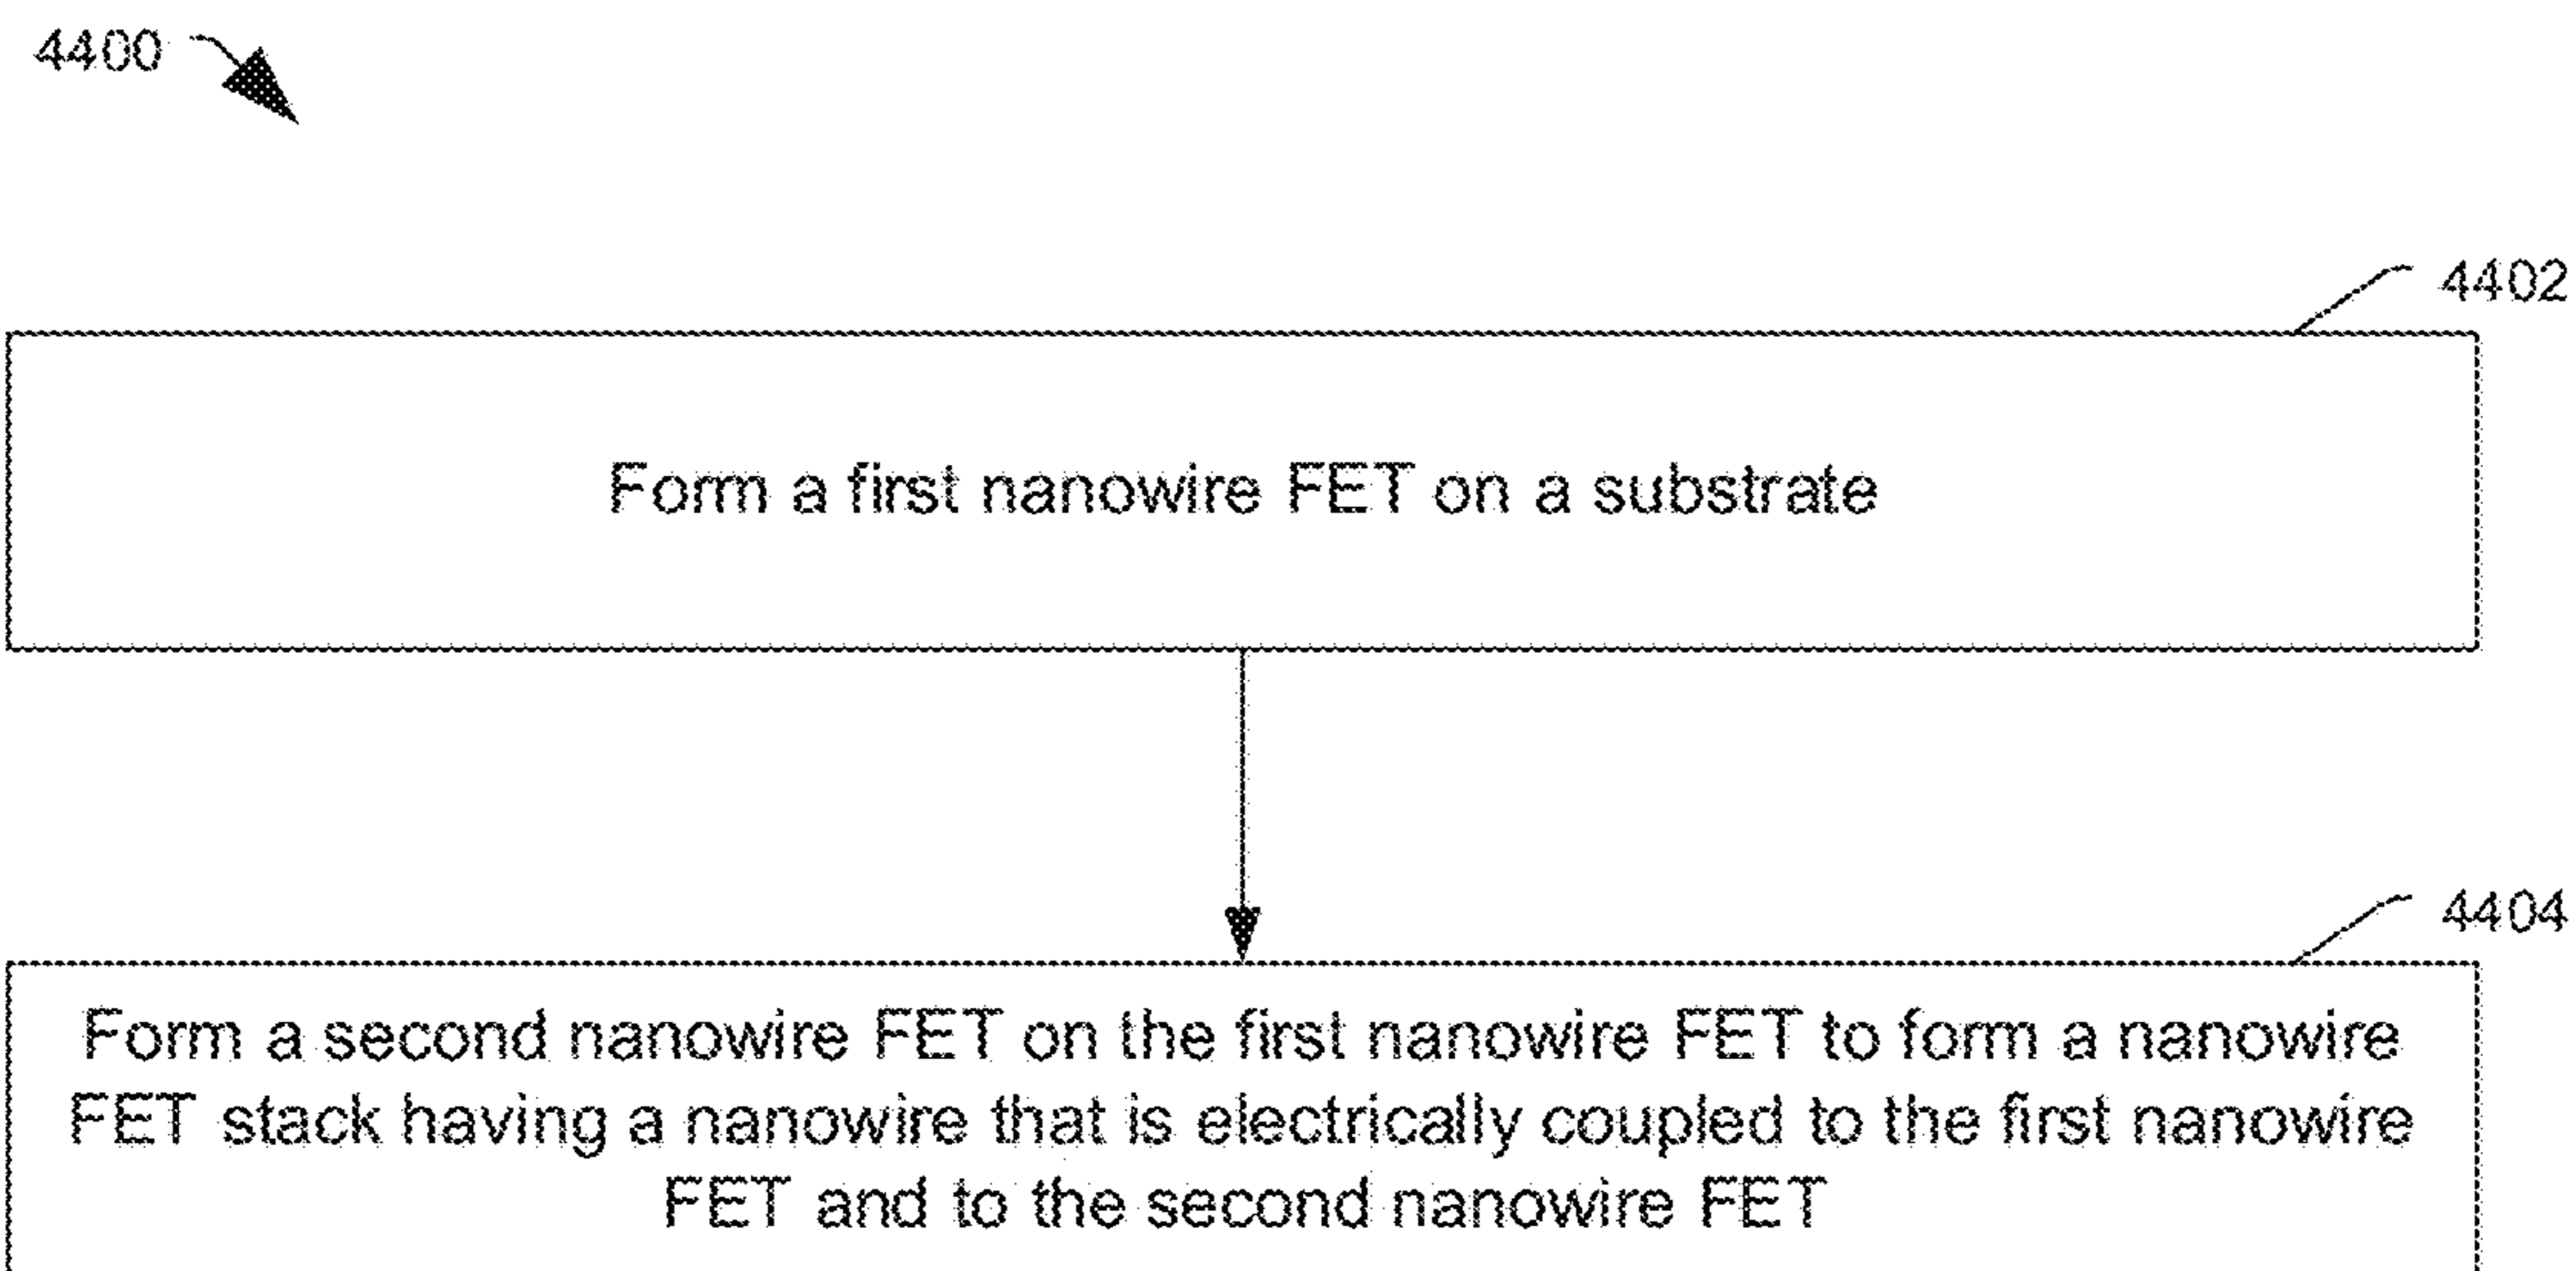 4400
4402
Form a first nanowire FET on a substrate
4404
Form a second nanowire FET on the first nanowire FET to form a nanowire
FET stack having a nanowire that is electrically coupled to the first nanowire
FET and to the second nanowire FET